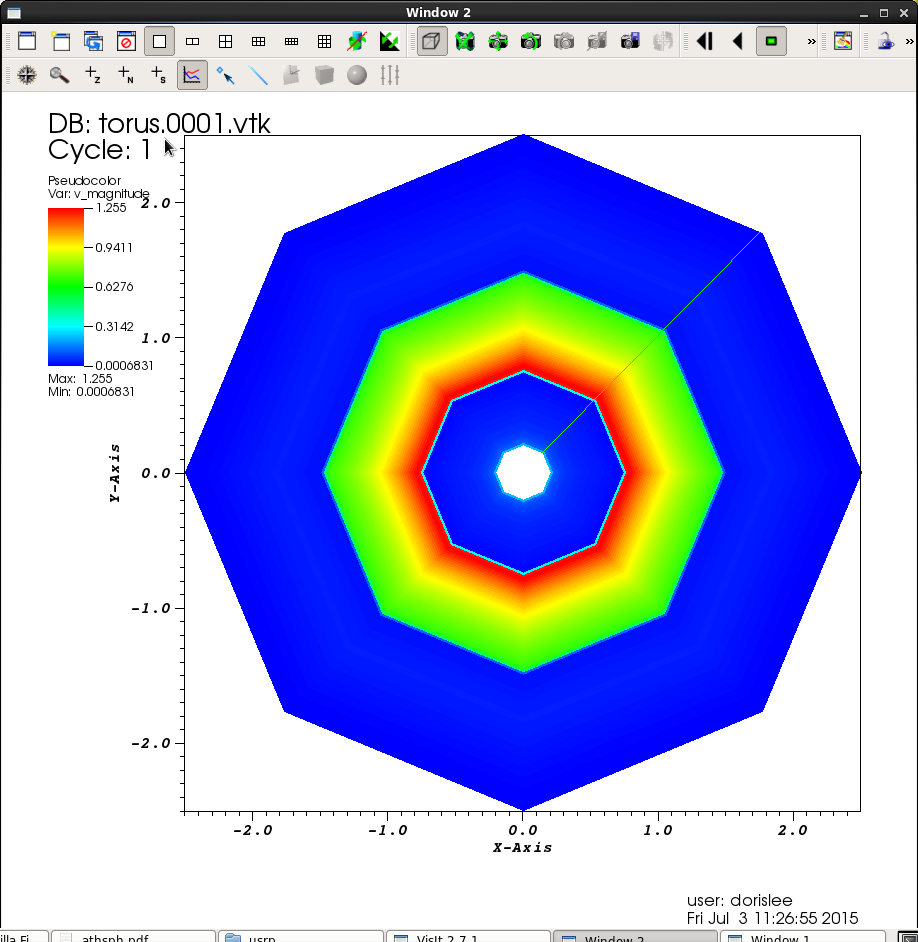 Window 2
»
»
Z
N
S
DB: torus.0001.vtk
Cycle: 1
Pseudocolor
Var: v_magnitude
1.255
0.9411
0.6276
0.3142
0.0006831
Max: 1.255
Min: 0.0006831
2.0
1.0
0.0
-1.0
-2.0
Y-Axis
-2.0 -1.0 0.0 1.0 2.0
X-Axis
user: dorislee
Fri Jul 3 11:26:55 2015
athsph.pdf usrp VisIt 2.7.1 Window 2 Window 1